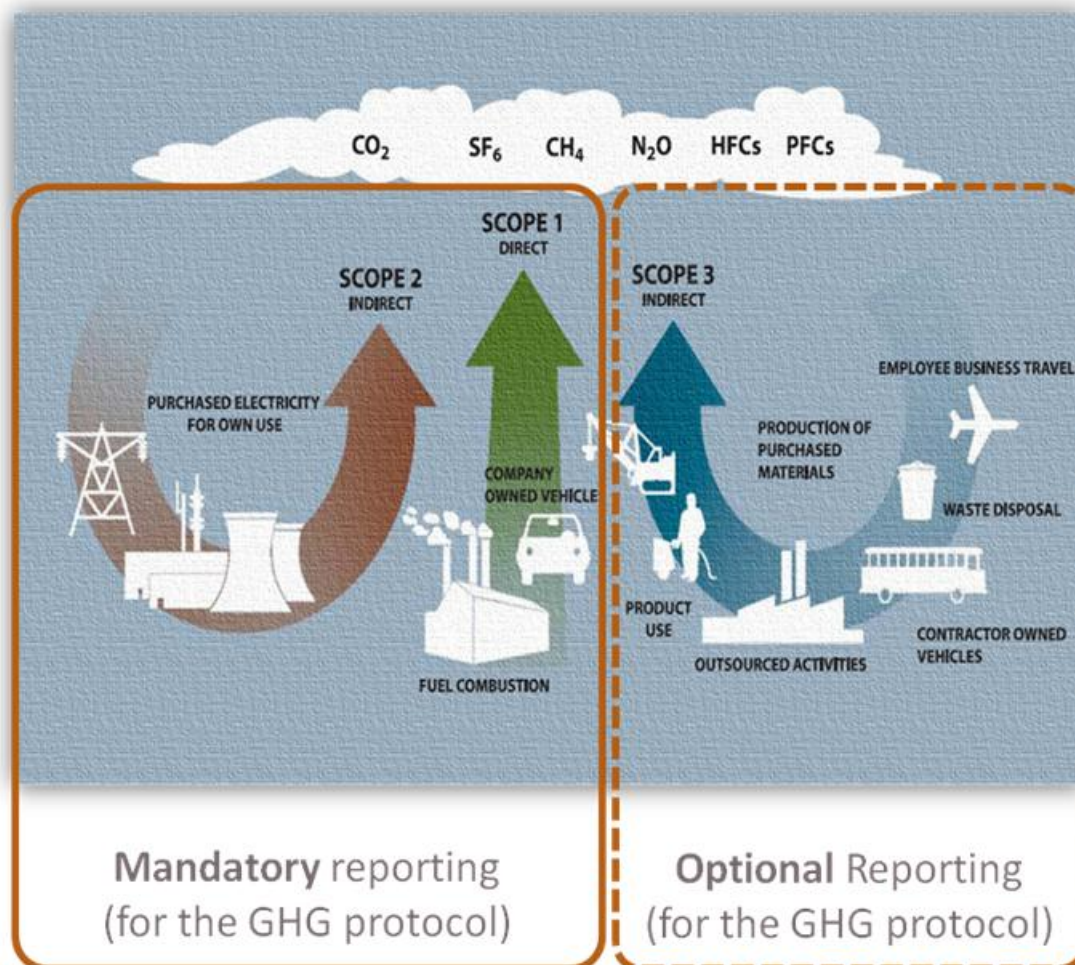 CO₂ SF₆ CH₄ N₂O HFCs PFCs
SCOPE 1
DIRECT
SCOPE 2
INDIRECT
SCOPE 3
INDIRECT
PURCHASED ELECTRICITY
FOR OWN USE
COMPANY
OWNED VEHICLE
FUEL COMBUSTION
EMPLOYEE BUSINESS TRAVEL
PRODUCTION OF
PURCHASED
MATERIALS
WASTE DISPOSAL
PRODUCT
USE
OUTSOURCED ACTIVITIES
CONTRACTOR OWNED
VEHICLES
Mandatory reporting
(for the GHG protocol)
Optional Reporting
(for the GHG protocol)